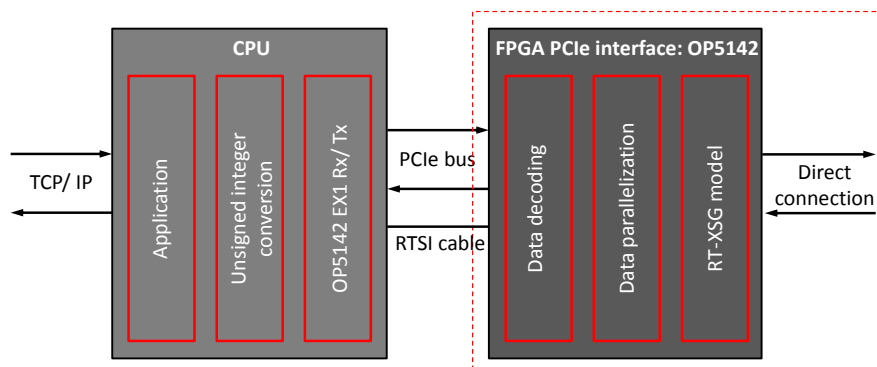 CPU
FPGA PCIe interface: OP5142
TCP/ IP
Application
Unsigned integer
conversion
OP5142 EX1 Rx/ Tx
PCIe bus
RTSI cable
Data decoding
Data parallelization
RT-XSG model
Direct
connection